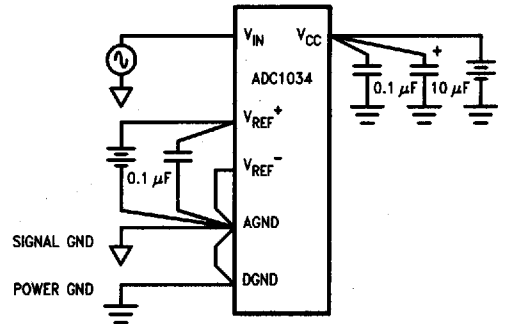 V_IN V_CC
ADC1034
+
0.1 µF 10 µF
V_REF+
0.1 µF
V_REF-
AGND
SIGNAL GND
DGND
POWER GND